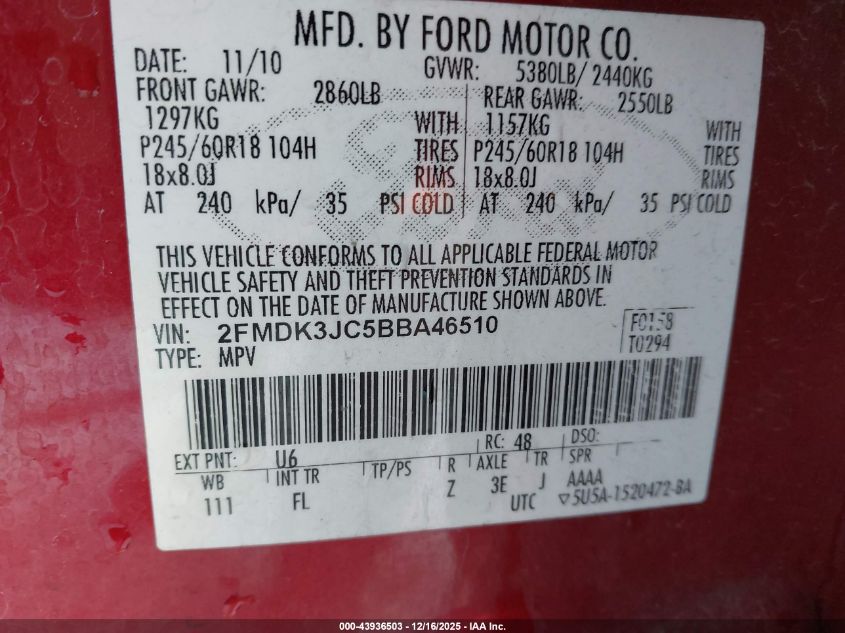 MFD. BY FORD MOTOR CO.
DATE: 11/10 GVWR: 5380LB/ 2440KG
FRONT GAWR: 2860LB REAR GAWR: 2550LB
1297KG WITH 1157KG WITH
P245/60R18 104H TIRES P245/60R18 104H TIRES
18x8.0J RIMS 18x8.0J RIMS
AT 240 kPa/ 35 PSI COLD AT 240 kPa/ 35 PSI COLD
THIS VEHICLE CONFORMS TO ALL APPLICABLE FEDERAL MOTOR
VEHICLE SAFETY AND THEFT PREVENTION STANDARDS IN
EFFECT ON THE DATE OF MANUFACTURE SHOWN ABOVE.
VIN: 2FMDK3JC5BBA46510 F0158
TYPE: MPV T0294
EXT PNT: U6 RC: 48 DSO:
WB INT TR TP/PS R AXLE TR SPR
111 FL Z 3E J AAAA
UTC 5U5A-1520472-BA
000-43936503 - 12/16/2025 - IAA Inc.